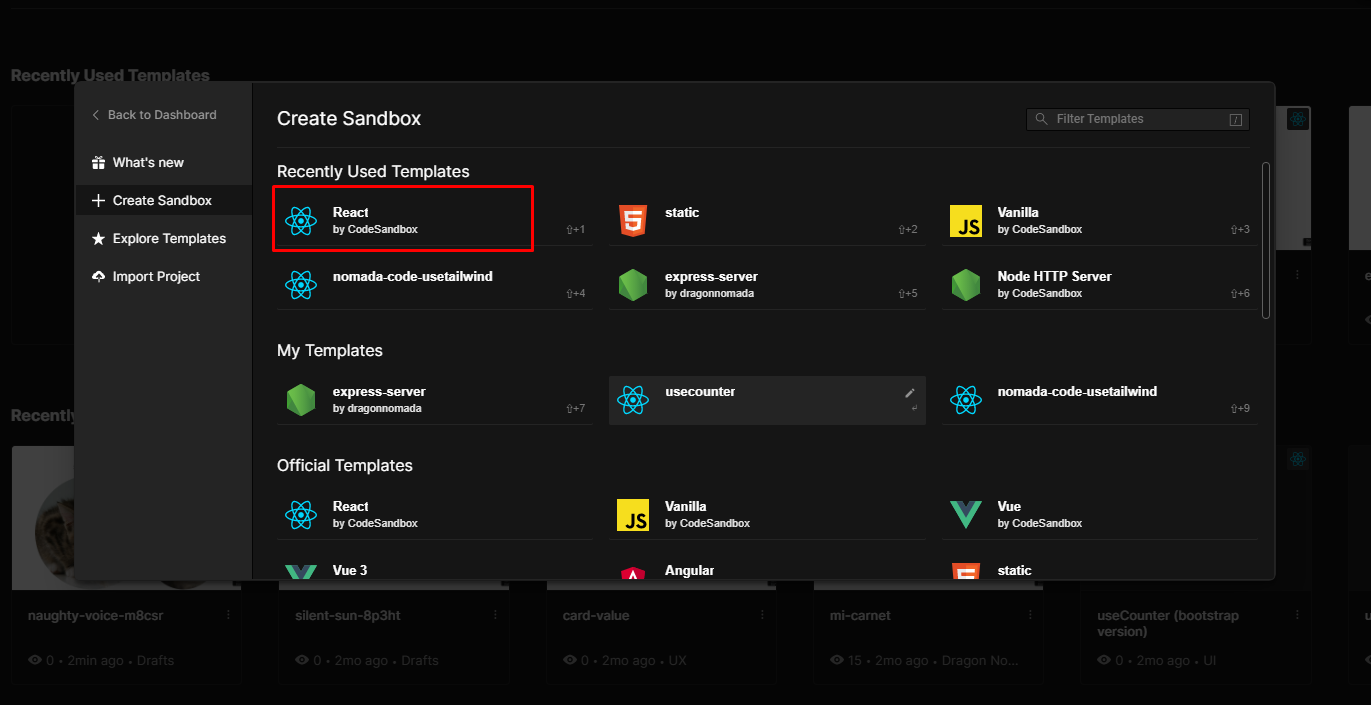 Recently Used Templates
Back to Dashboard
What's new
Create Sandbox
Explore Templates
Import Project
Create Sandbox
Filter Templates
/
Recently Used Templates
React
by CodeSandbox
⇧+1
static
⇧+2
Vanilla
by CodeSandbox
⇧+3
nomada-code-usetailwind
⇧+4
express-server
by dragonnomada
⇧+5
Node HTTP Server
by CodeSandbox
⇧+6
My Templates
express-server
by dragonnomada
⇧+7
usecounter
nomada-code-usetailwind
⇧+9
Official Templates
React
by CodeSandbox
Vanilla
by CodeSandbox
Vue
by CodeSandbox
Vue 3
Angular
static
Recently
naughty-voice-m8csr
0 • 2min ago • Drafts
silent-sun-8p3ht
0 • 2mo ago • Drafts
card-value
0 • 2mo ago • UX
mi-carnet
15 • 2mo ago • Dragon No...
useCounter (bootstrap
version)
0 • 2mo ago • UI